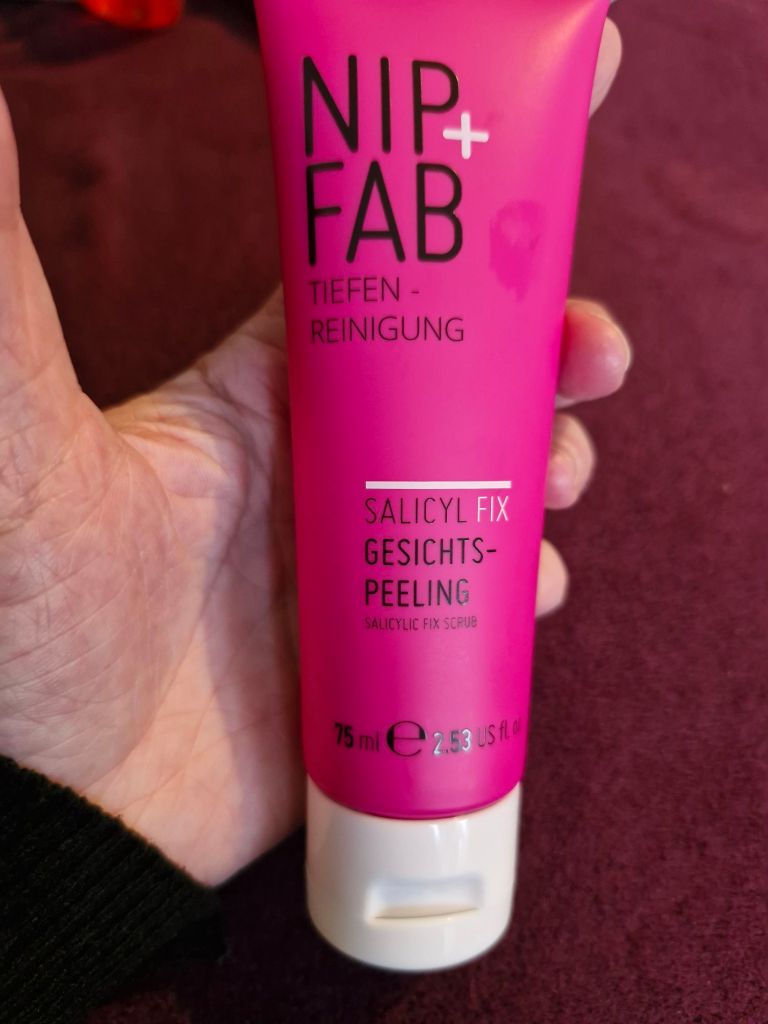 NIP+
FAB
TIEFEN-
REINIGUNG
SALICYL FIX
GESICHTS-
PEELING
SALICYLIC FIX SCRUB
75 ml ℮ 2.53 US fl. oz